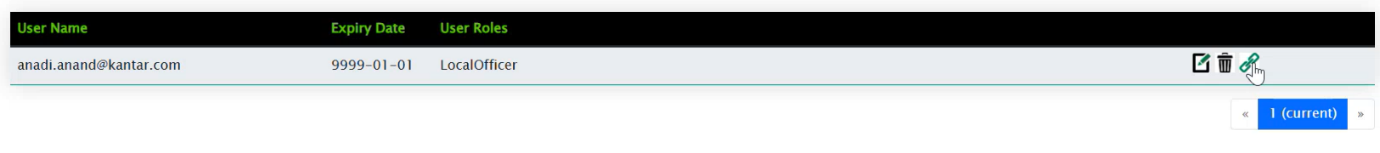 User Name Expiry Date User Roles
anadi.anand@kantar.com 9999-01-01 LocalOfficer
« 1 (current) »